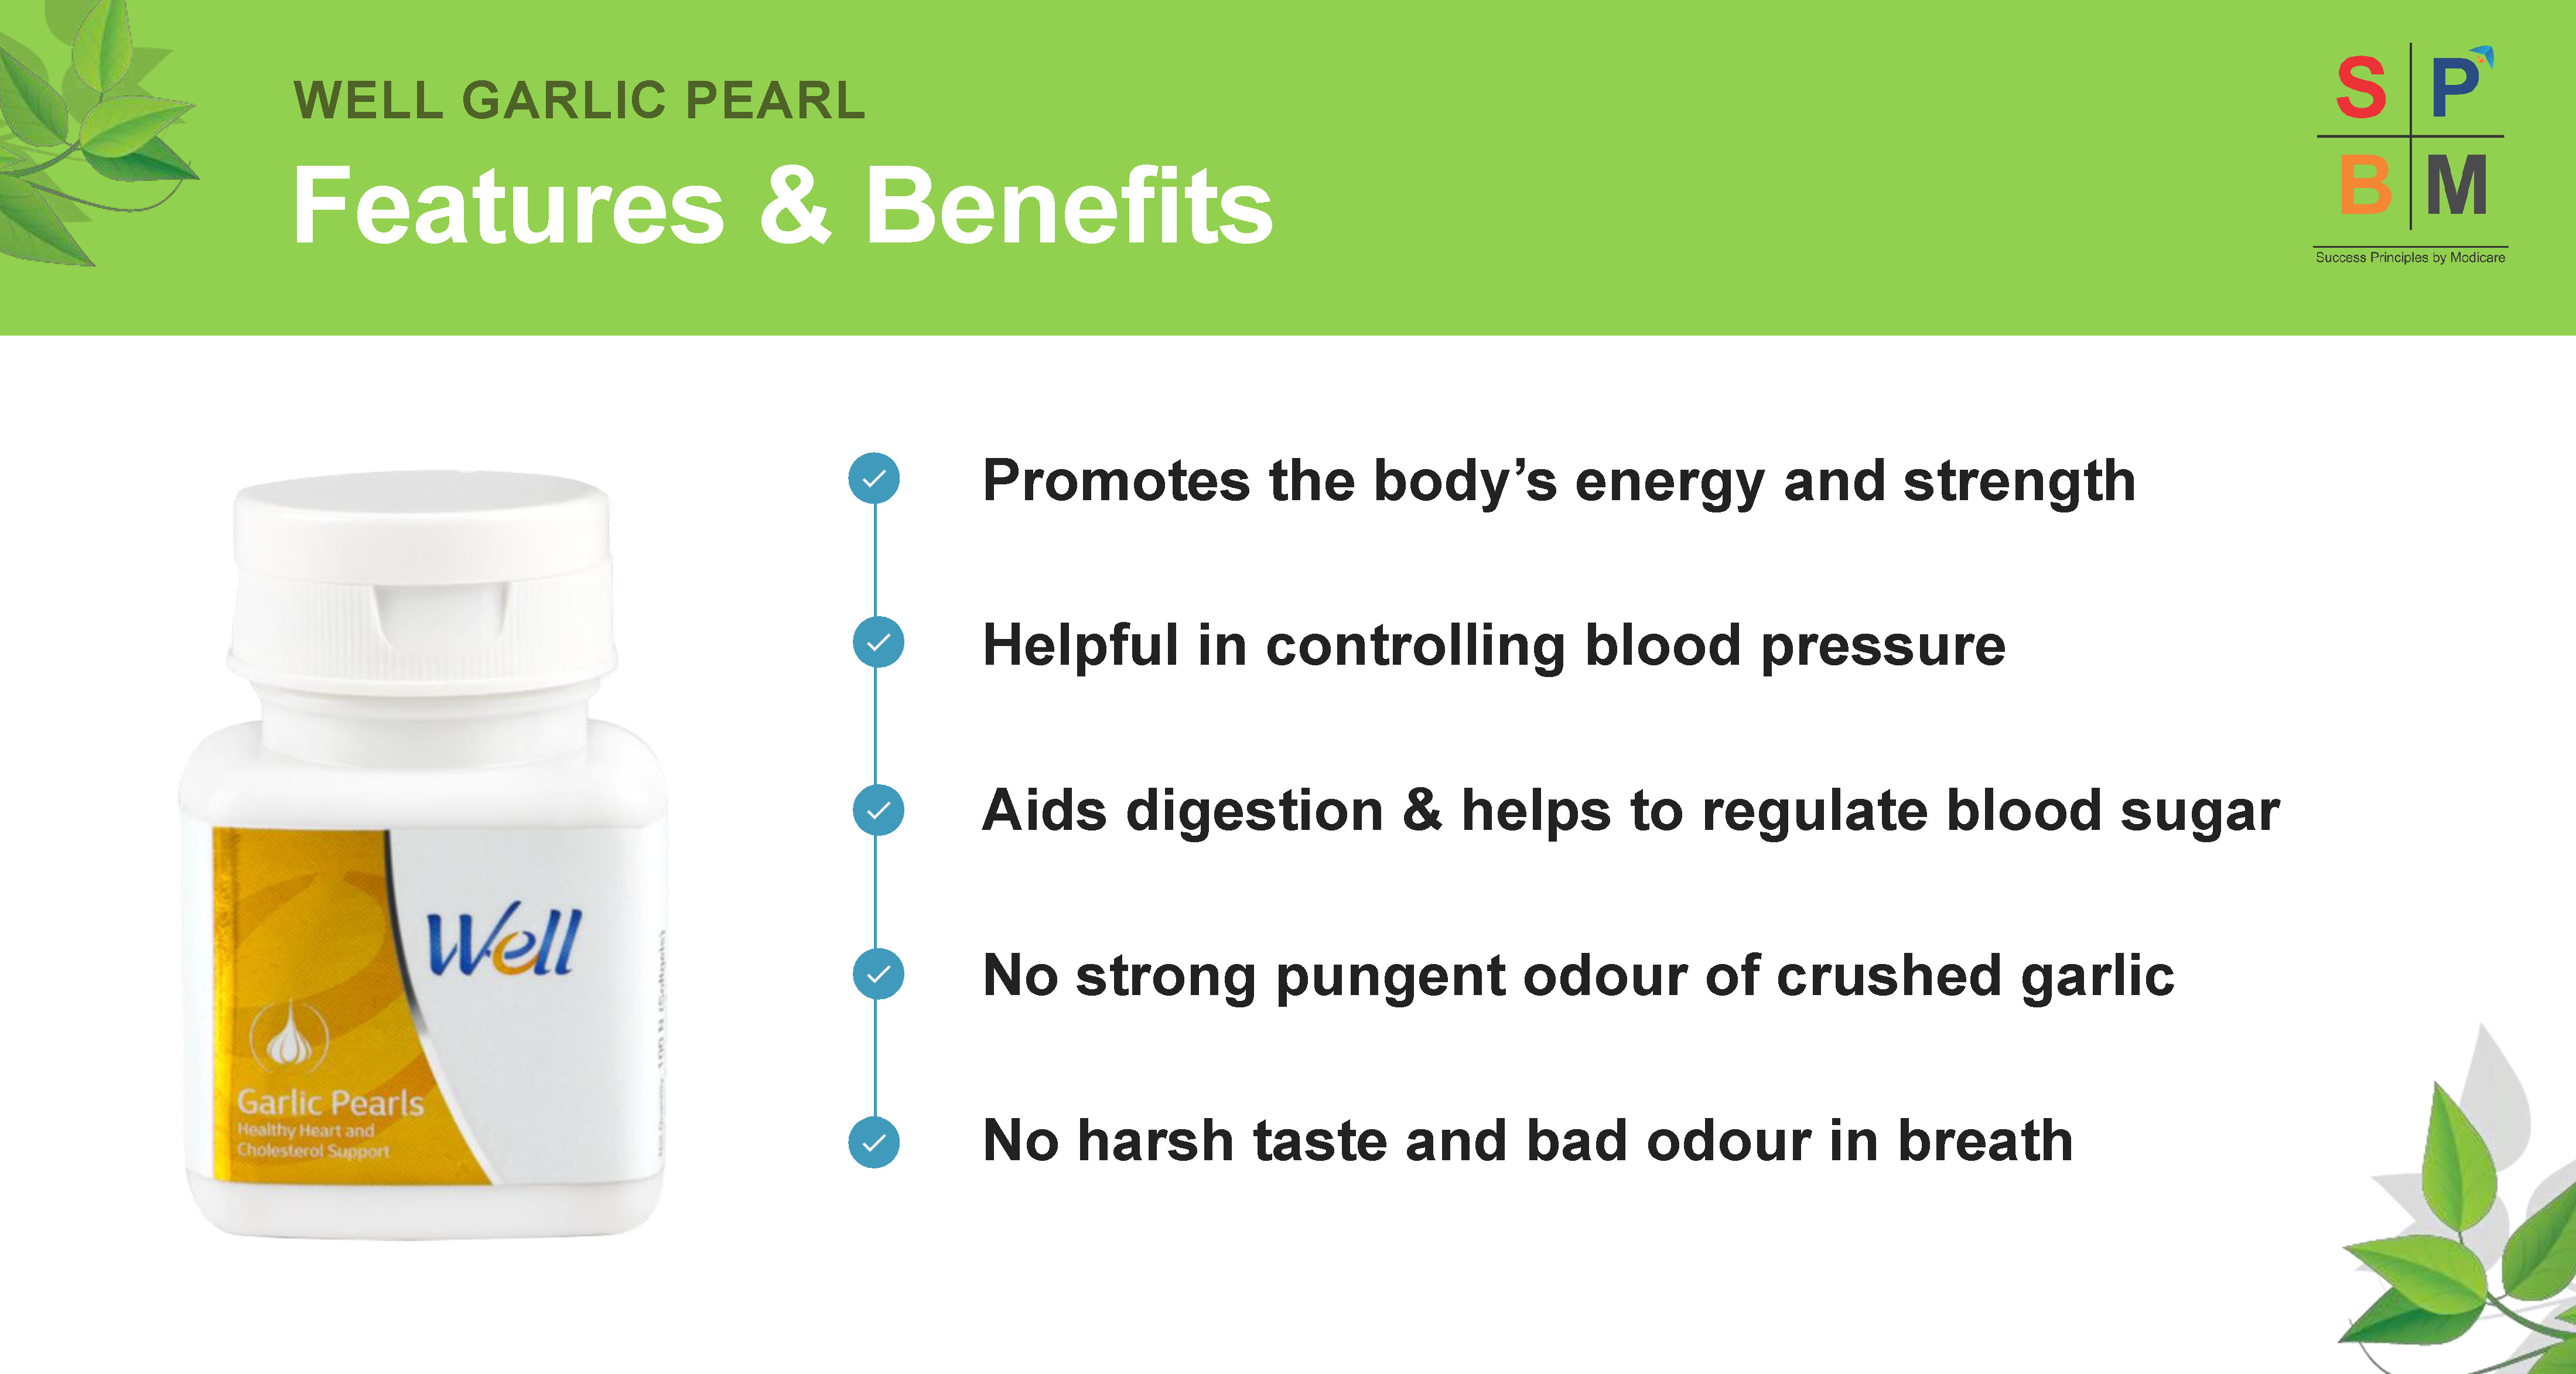 WELL GARLIC PEARL
Features & Benefits
S P
B M
Success Principles by Modicare
Promotes the body’s energy and strength
Helpful in controlling blood pressure
Aids digestion & helps to regulate blood sugar
No strong pungent odour of crushed garlic
No harsh taste and bad odour in breath
Well
Garlic Pearls
Healthy Heart and
Cholesterol Support
100 N (Softgels)